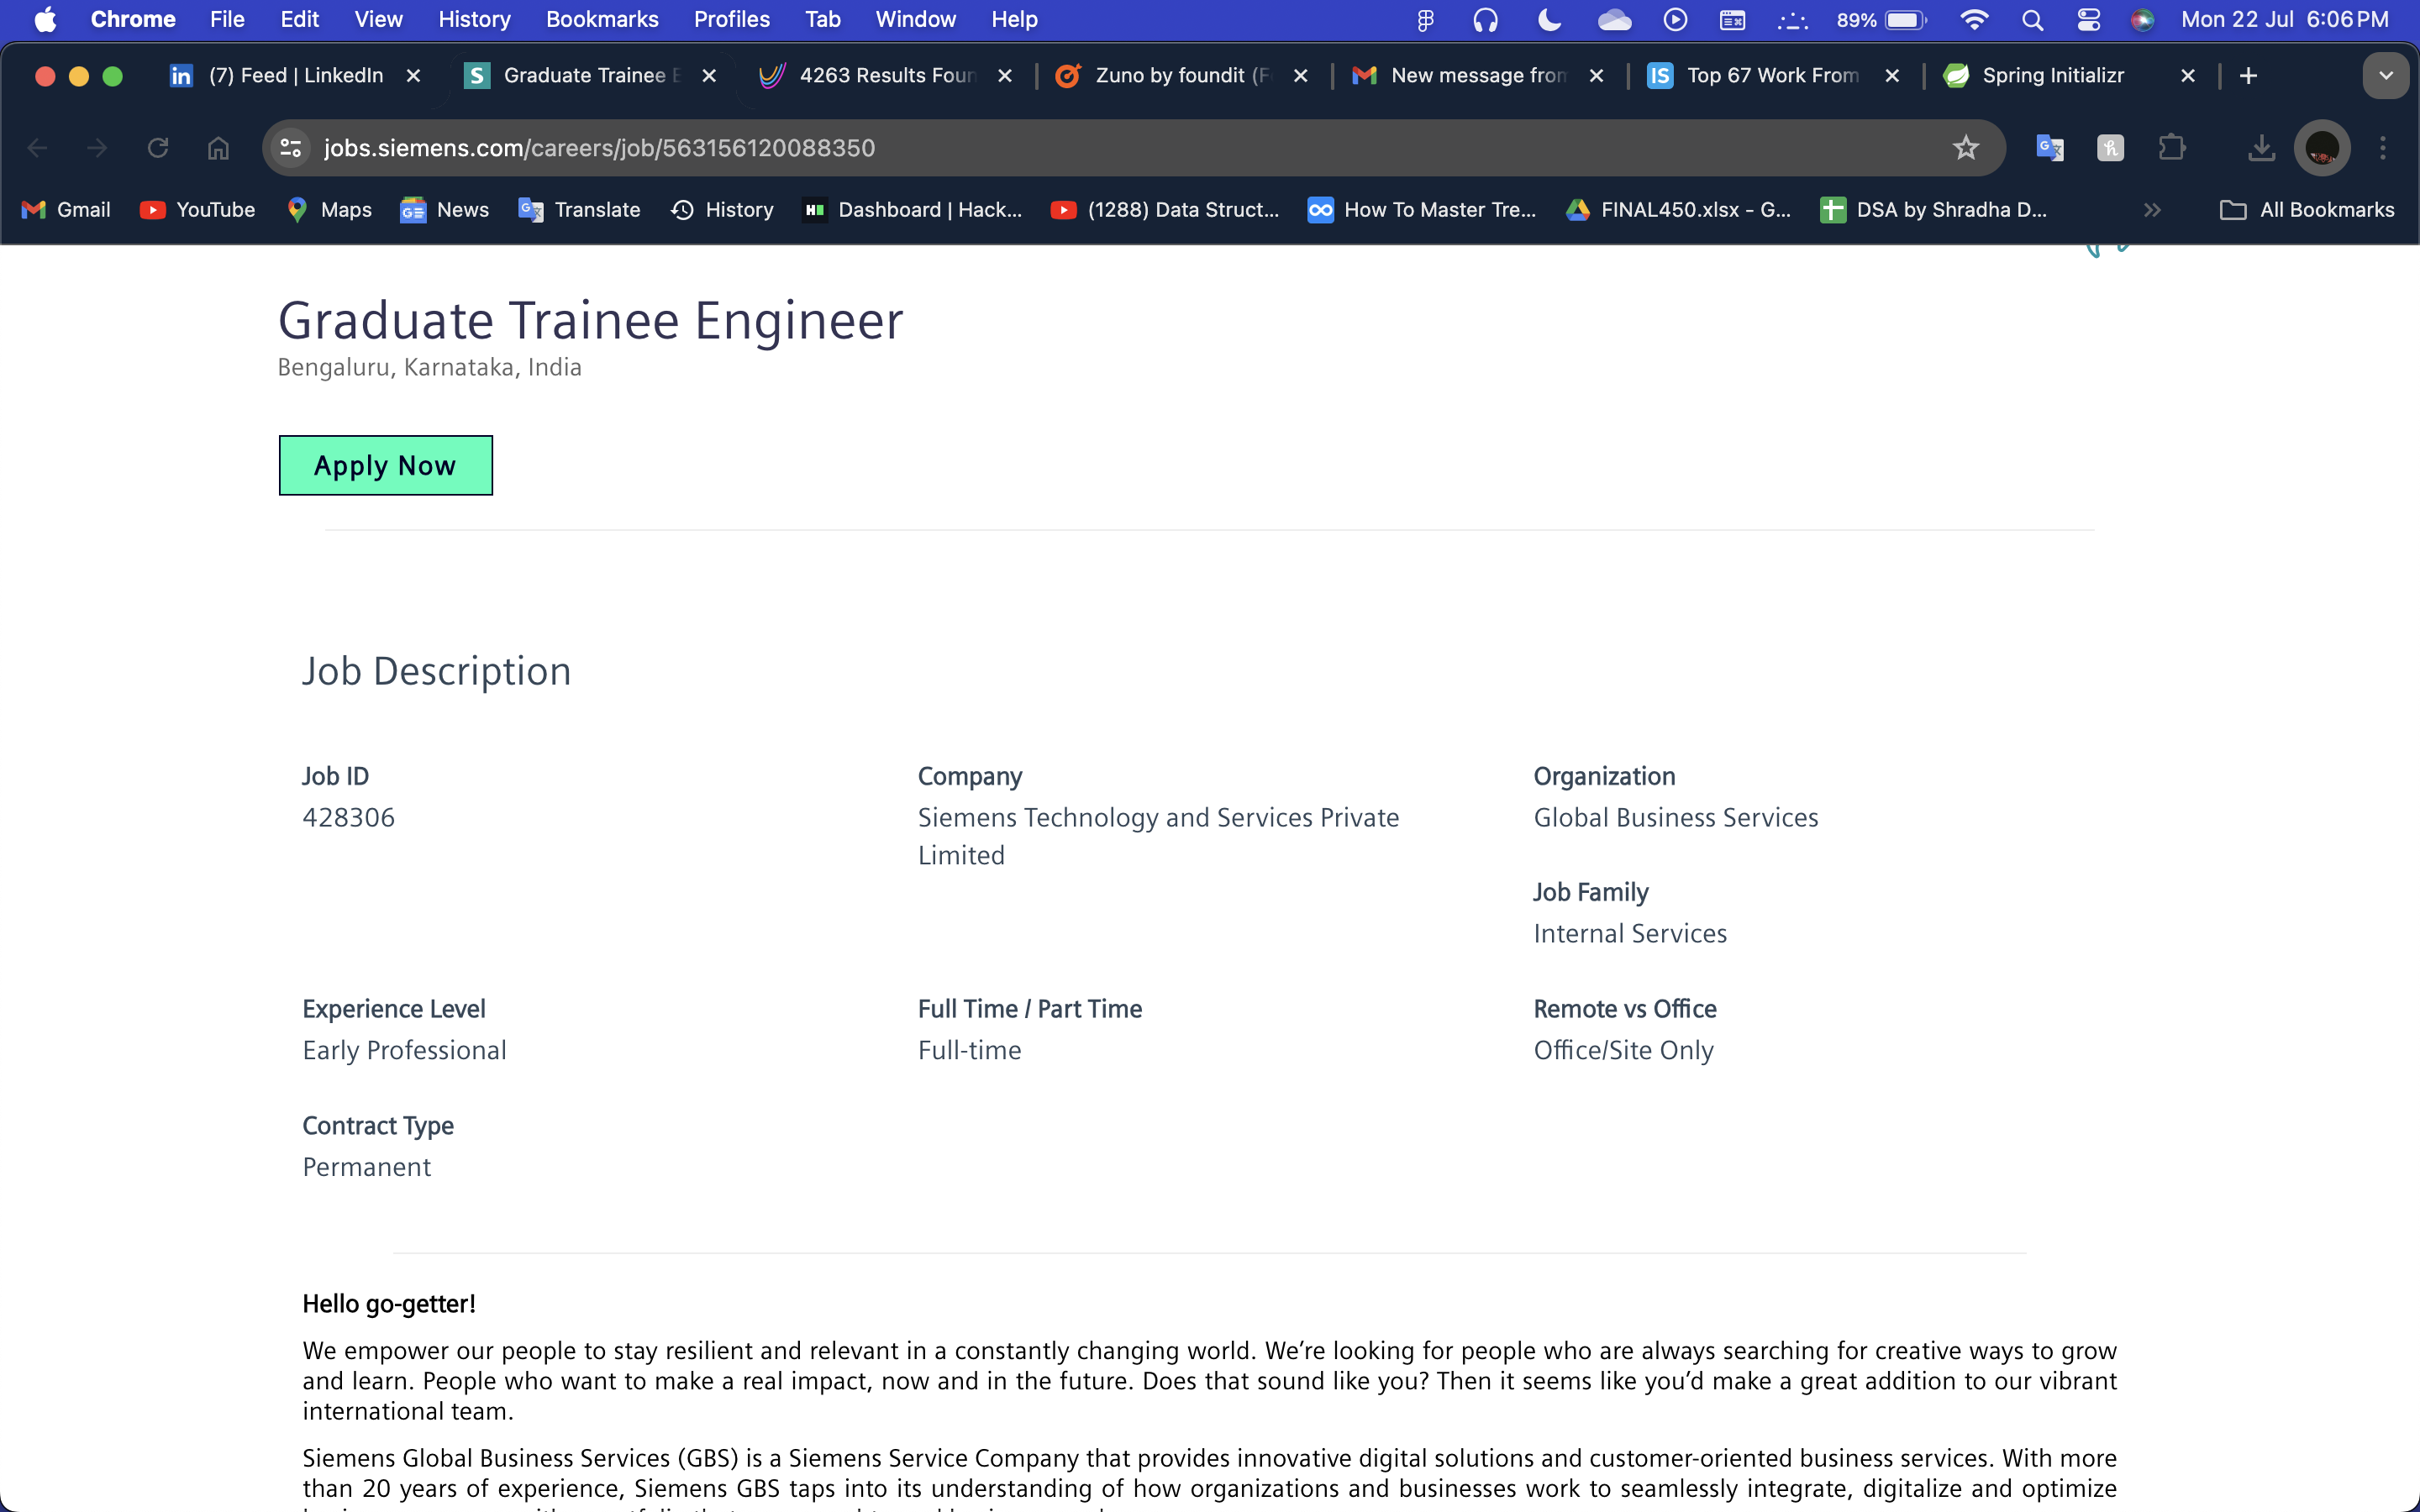 Chrome File Edit View History Bookmarks Profiles Tab Window Help 89% Mon 22 Jul 6:06 PM
(7) Feed | LinkedIn Graduate Trainee 4263 Results Zuno by foundit New message from Top 67 Work From Spring Initializr
jobs.siemens.com/careers/job/563156120088350
Gmail YouTube Maps News Translate History Dashboard | Hack... (1288) Data Struct... How To Master Tre... FINAL450.xlsx - G... DSA by Shradha D... All Bookmarks
Graduate Trainee Engineer
Bengaluru, Karnataka, India
Apply Now
Job Description
Job ID
428306
Company
Siemens Technology and Services Private
Limited
Organization
Global Business Services
Job Family
Internal Services
Experience Level
Early Professional
Full Time / Part Time
Full-time
Remote vs Office
Office/Site Only
Contract Type
Permanent
Hello go-getter!
We empower our people to stay resilient and relevant in a constantly changing world. We’re looking for people who are always searching for creative ways to grow
and learn. People who want to make a real impact, now and in the future. Does that sound like you? Then it seems like you’d make a great addition to our vibrant
international team.
Siemens Global Business Services (GBS) is a Siemens Service Company that provides innovative digital solutions and customer-oriented business services. With more
than 20 years of experience, Siemens GBS taps into its understanding of how organizations and businesses work to seamlessly integrate, digitalize and optimize